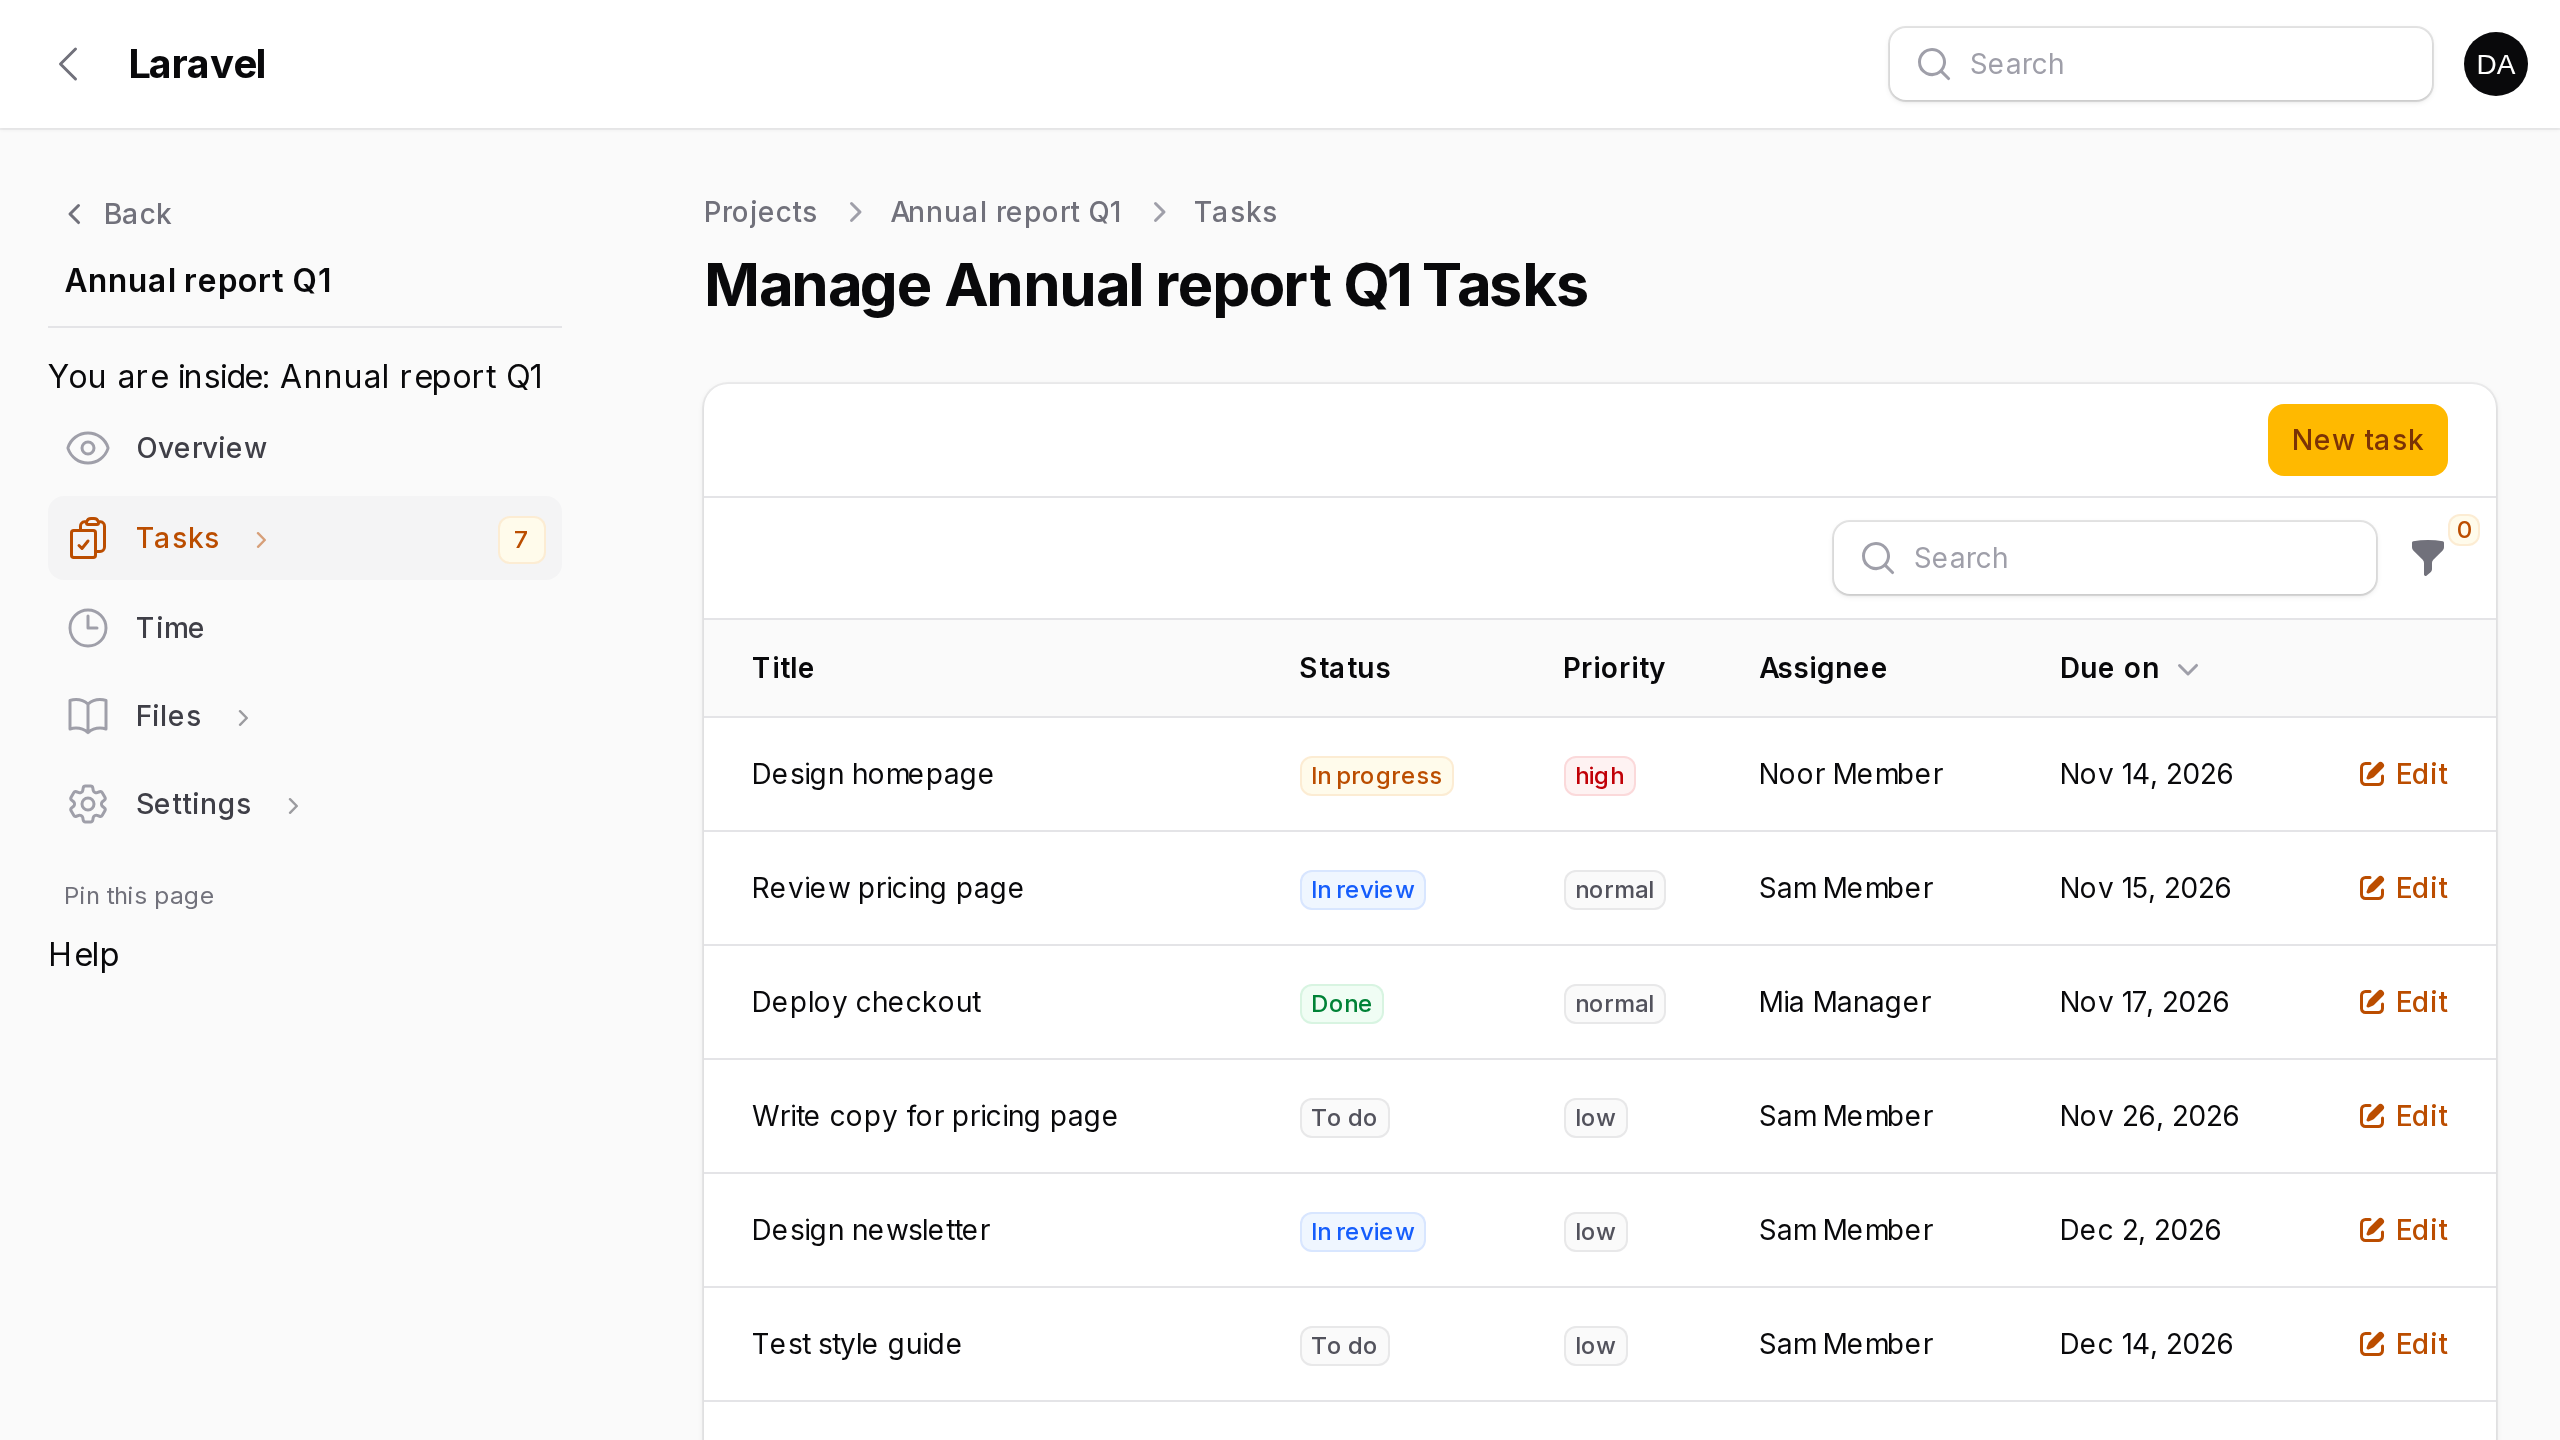 Laravel
Search
DA
Back
Annual report Q1
You are inside: Annual report Q1
Overview
Tasks
7
Time
Files
Settings
Pin this page
Help
Projects > Annual report Q1 > Tasks
Manage Annual report Q1 Tasks
New task
Search
0
Title Status Priority Assignee Due on
Design homepage In progress high Noor Member Nov 14, 2026 Edit
Review pricing page In review normal Sam Member Nov 15, 2026 Edit
Deploy checkout Done normal Mia Manager Nov 17, 2026 Edit
Write copy for pricing page To do low Sam Member Nov 26, 2026 Edit
Design newsletter In review low Sam Member Dec 2, 2026 Edit
Test style guide To do low Sam Member Dec 14, 2026 Edit